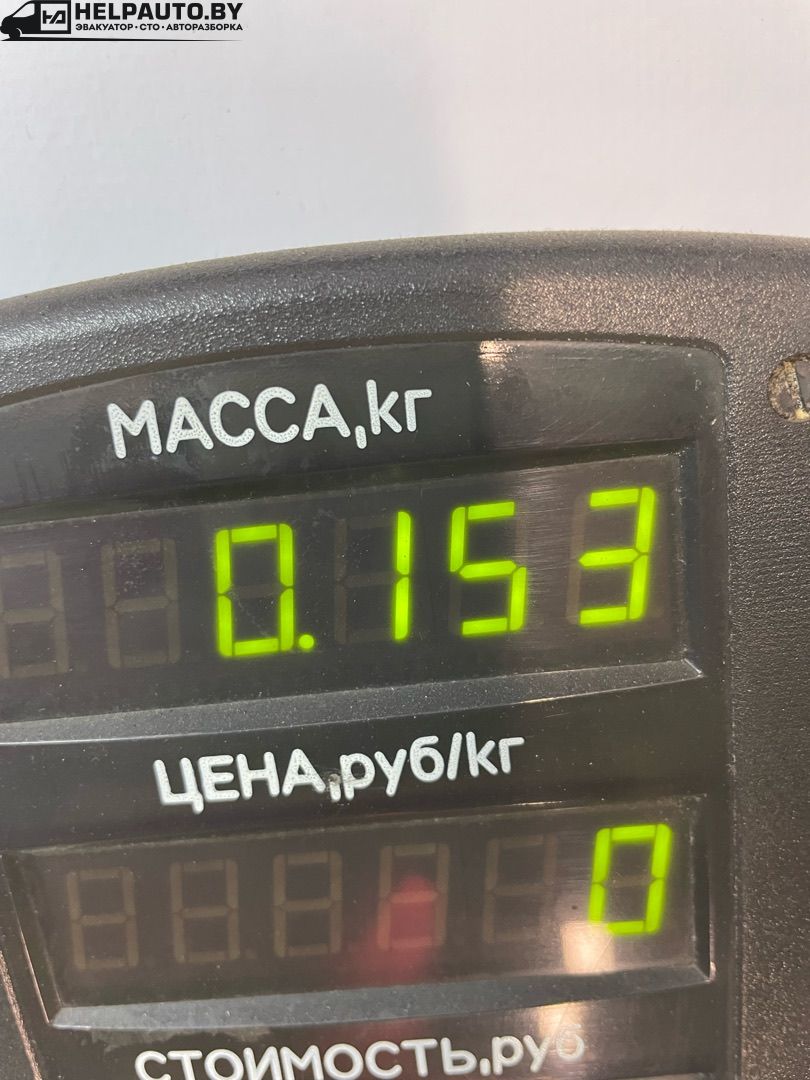 HELPAUTO.BY
ЭВАКУАТОР • СТО • АВТОРАЗБОРКА
МАССА,кг
0.153
ЦЕНА,руб/кг
0
СТОИМОСТЬ,руб